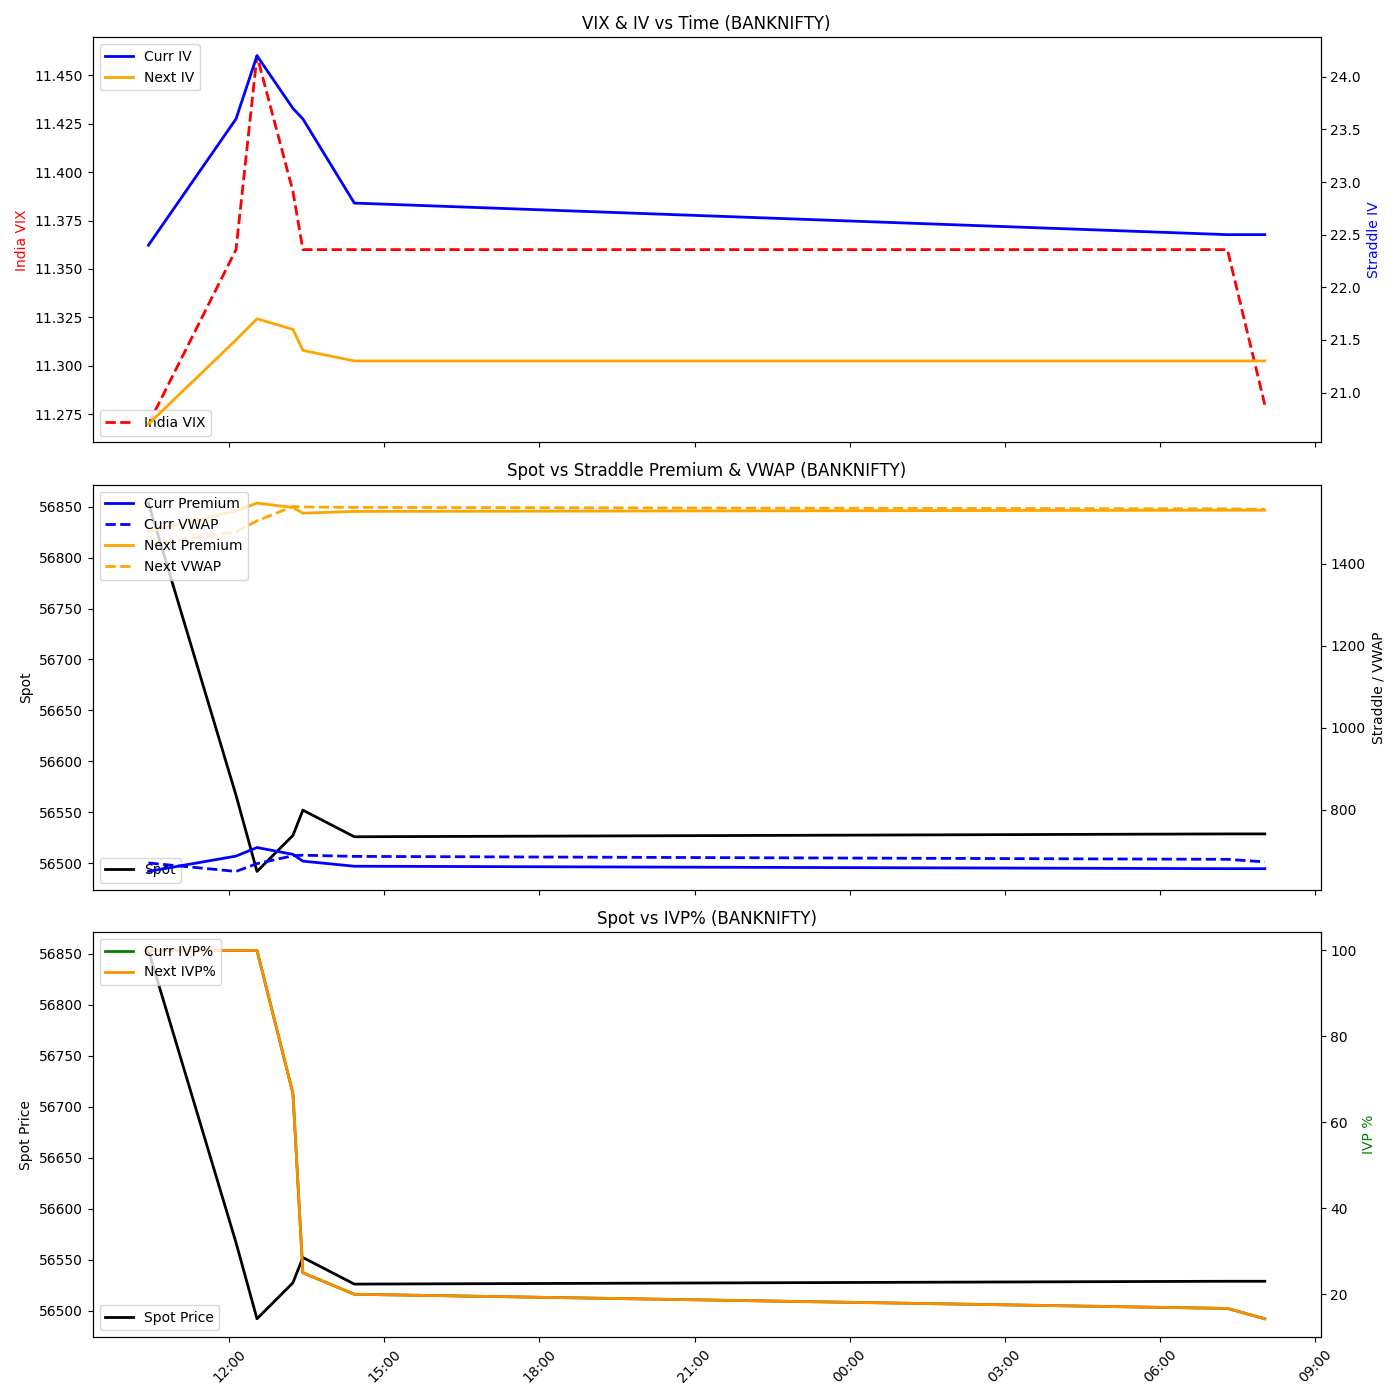 VIX & IV vs Time (BANKNIFTY)
Curr IV
Next IV
India VIX
11.450
11.425
11.400
11.375
11.350
11.325
11.300
11.275
India VIX
24.0
23.5
23.0
22.5
22.0
21.5
21.0
Straddle IV
Spot vs Straddle Premium & VWAP (BANKNIFTY)
Curr Premium
Curr VWAP
Next Premium
Next VWAP
Spot
56850
56800
56750
56700
56650
56600
56550
56500
Spot
1400
1200
1000
800
Straddle / VWAP
Spot vs IVP% (BANKNIFTY)
Curr IVP%
Next IVP%
Spot Price
56850
56800
56750
56700
56650
56600
56550
56500
Spot Price
100
80
60
40
20
IVP %
12:00
15:00
18:00
21:00
00:00
03:00
06:00
09:00